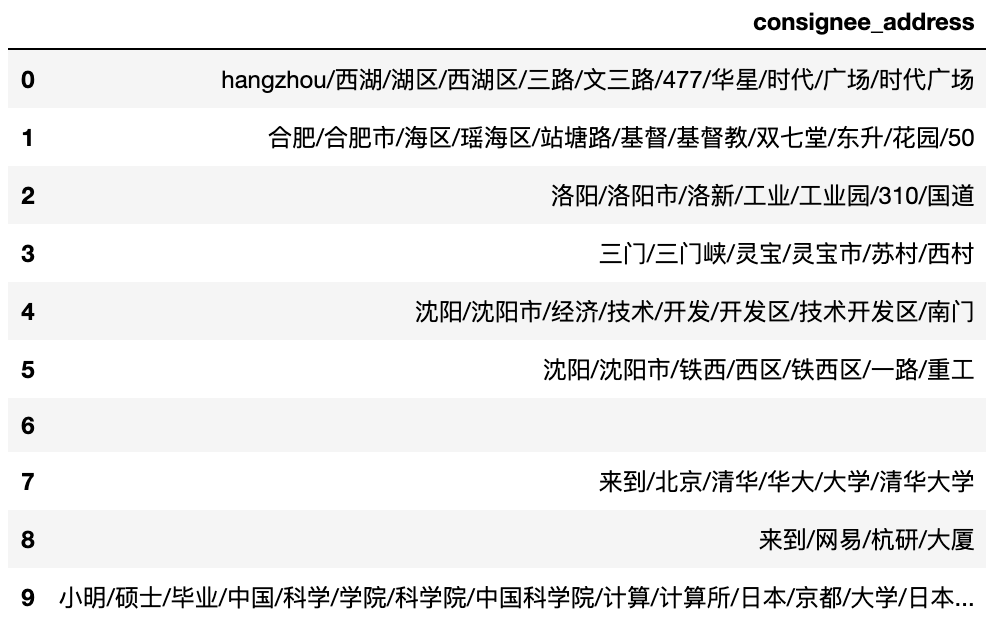 consignee_address
0 hangzhou/西湖/湖区/西湖区/三路/文三路/477/华星/时代/广场/时代广场
1 合肥/合肥市/海区/瑶海区/站塘路/基督/基督教/双七堂/东升/花园/50
2 洛阳/洛阳市/洛新/工业/工业园/310/国道
3 三门/三门峡/灵宝/灵宝市/苏村/西村
4 沈阳/沈阳市/经济/技术/开发/开发区/技术开发区/南门
5 沈阳/沈阳市/铁西/西区/铁西区/一路/重工
6
7 来到/北京/清华/华大/大学/清华大学
8 来到/网易/杭研/大厦
9 小明/硕士/毕业/中国/科学/学院/科学院/中国科学院/计算/计算所/日本/京都/大学/日本...